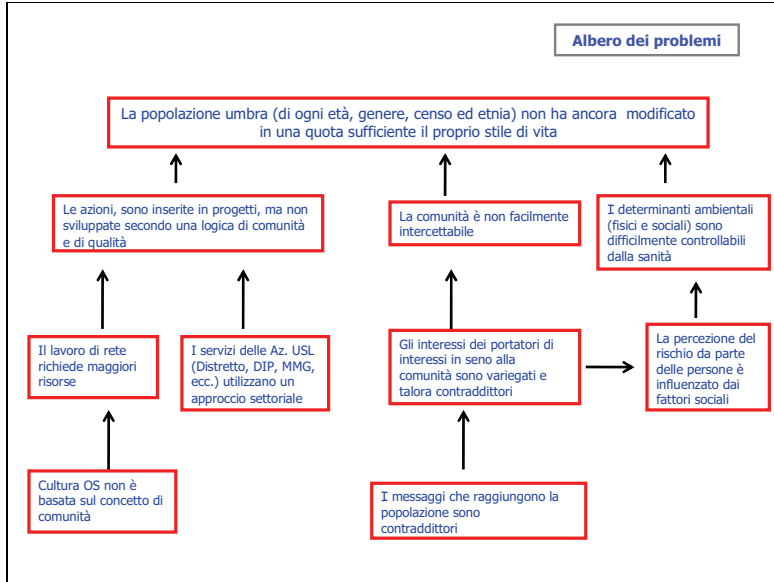 Albero dei problemi
La popolazione umbra (di ogni età, genere, censo ed etnia) non ha ancora modificato
in una quota sufficiente il proprio stile di vita
Le azioni, sono inserite in progetti, ma non
sviluppate secondo una logica di comunità
e di qualità
La comunità è non facilmente
intercettabile
I determinanti ambientali
(fisici e sociali) sono
difficilmente controllabili
dalla sanità
Il lavoro di rete
richiede maggiori
risorse
I servizi delle Az. USL
(Distretto, DIP, MMG,
ecc.) utilizzano un
approccio settoriale
Gli interessi dei portatori di
interessi in seno alla
comunità sono variegati e
talora contraddittori
La percezione del
rischio da parte
delle persone è
influenzato dai
fattori sociali
Cultura OS non è
basata sul concetto di
comunità
I messaggi che raggiungono la
popolazione sono
contraddittori